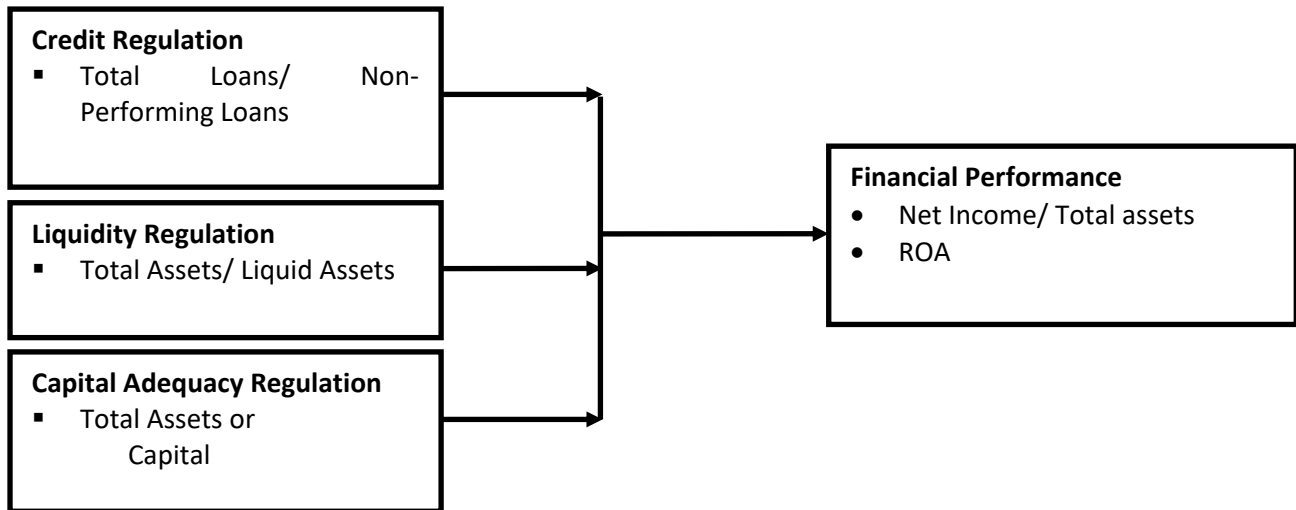 Credit Regulation
▪ Total Loans/ Non-
Performing Loans
Liquidity Regulation
▪ Total Assets/ Liquid Assets
Capital Adequacy Regulation
▪ Total Assets or
Capital
Financial Performance
• Net Income/ Total assets
• ROA